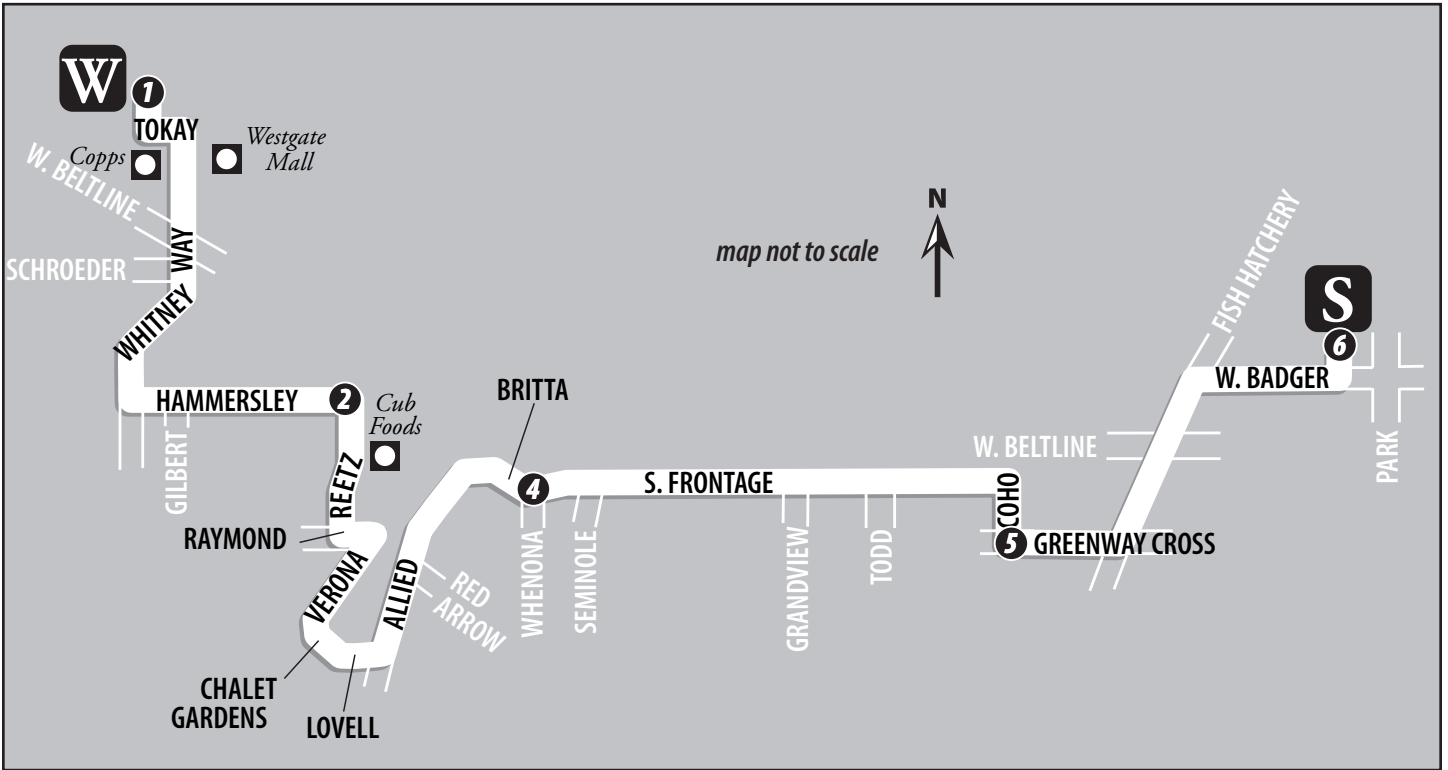 W
1
TOKAY
Westgate
Mall
Copps
W. BELTLINE
WAY
SCHROEDER
WHITNEY
N
map not to scale
FISH HATCHERY
S
6
W. BADGER
PARK
HAMMERSLEY
2
Cub
Foods
GILBERT
REETZ
BRITTA
4
S. FRONTAGE
W. BELTLINE
COHO
5
GREENWAY CROSS
RAYMOND
VERONA
ALLIED
RED
ARROW
WHENONA
SEMINOLE
GRANDVIEW
TODD
CHALET
GARDENS
LOVELL